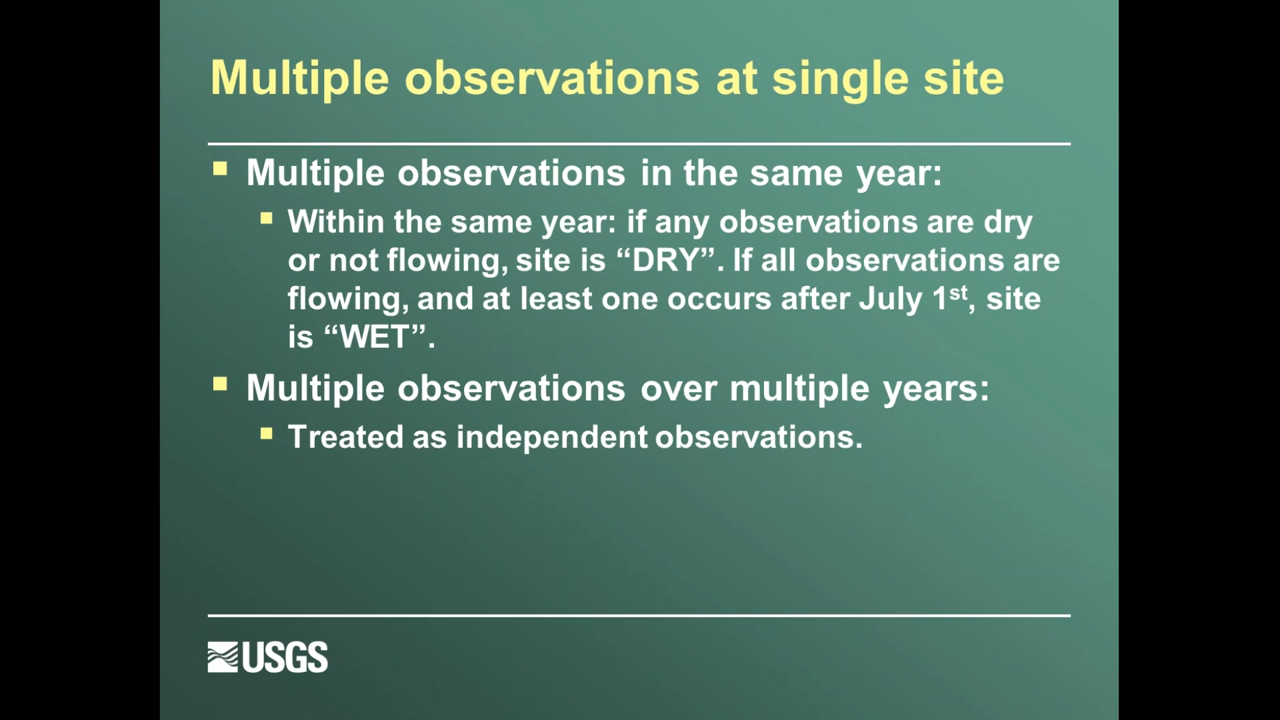 Multiple observations at single site
Multiple observations in the same year:
Within the same year: if any observations are dry
or not flowing, site is “DRY”. If all observations are
flowing, and at least one occurs after July 1st, site
is “WET”.
Multiple observations over multiple years:
Treated as independent observations.
USGS